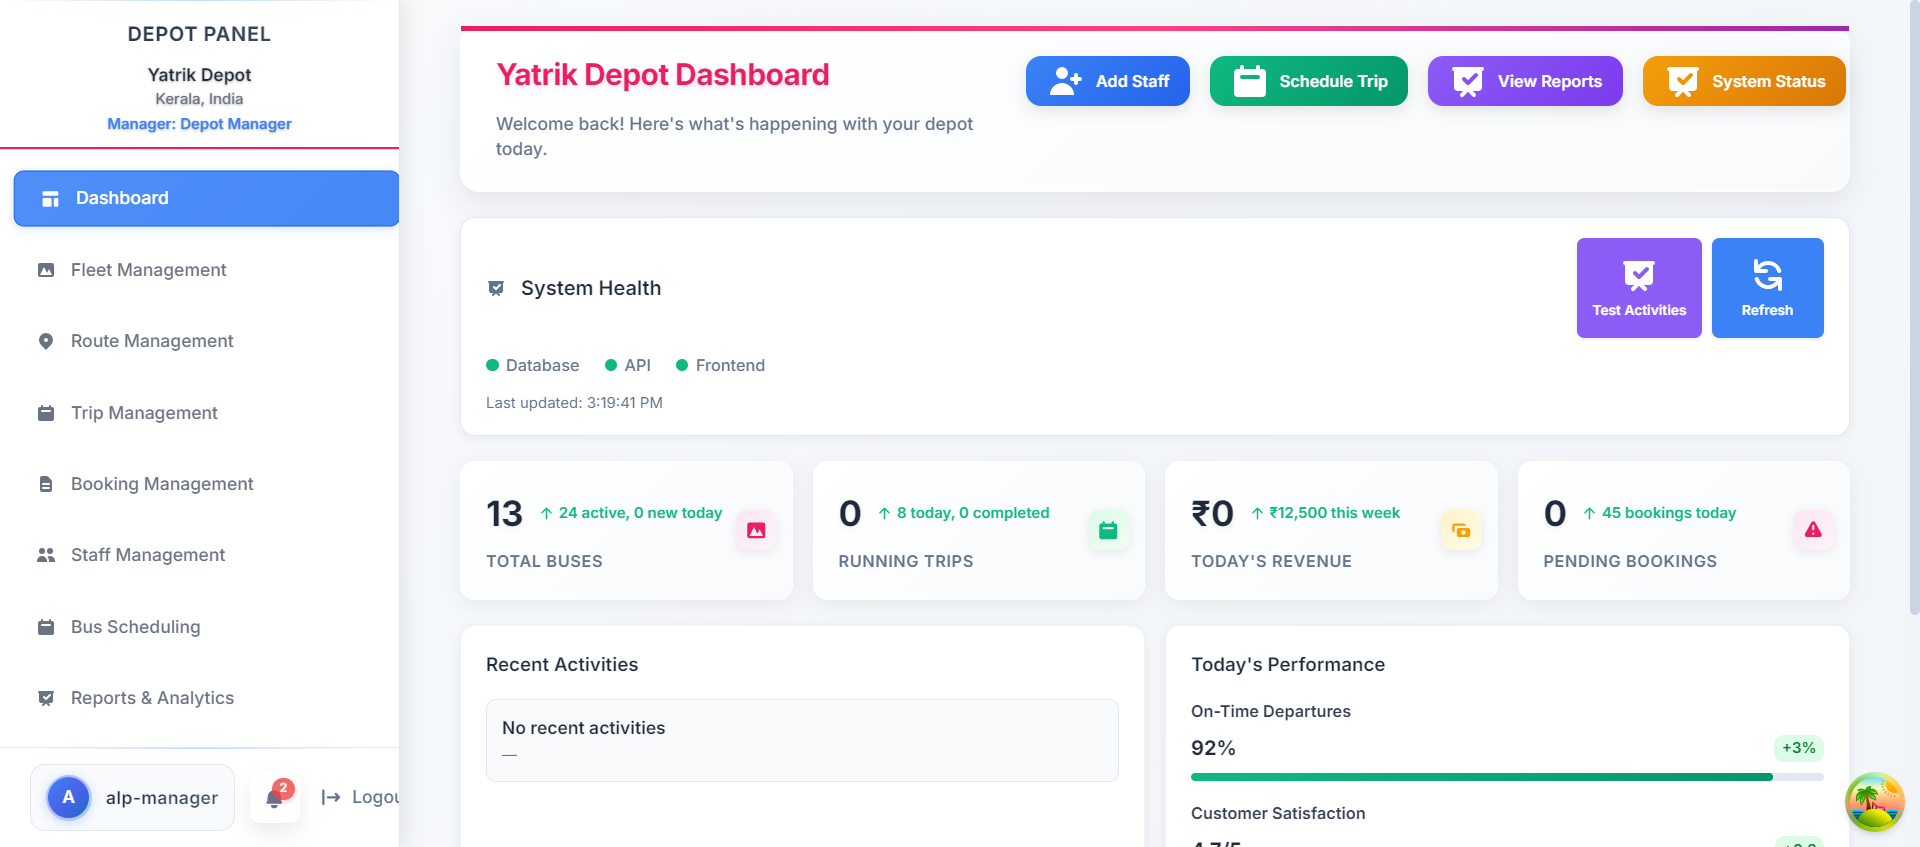 DEPOT PANEL
Yatrik Depot
Kerala, India
Manager: Depot Manager
Dashboard
Fleet Management
Route Management
Trip Management
Booking Management
Staff Management
Bus Scheduling
Reports & Analytics
A
alp-manager
2
Logou
Yatrik Depot Dashboard
Welcome back! Here's what's happening with your depot
today.
Add Staff
Schedule Trip
View Reports
System Status
System Health
Test Activities
Refresh
Database
API
Frontend
Last updated: 3:19:41 PM
13
↑ 24 active, 0 new today
TOTAL BUSES
0
↑ 8 today, 0 completed
RUNNING TRIPS
₹0
↑ ₹12,500 this week
TODAY'S REVENUE
0
↑ 45 bookings today
PENDING BOOKINGS
Recent Activities
No recent activities
—
Today's Performance
On-Time Departures
92%
+3%
Customer Satisfaction
4.7/5